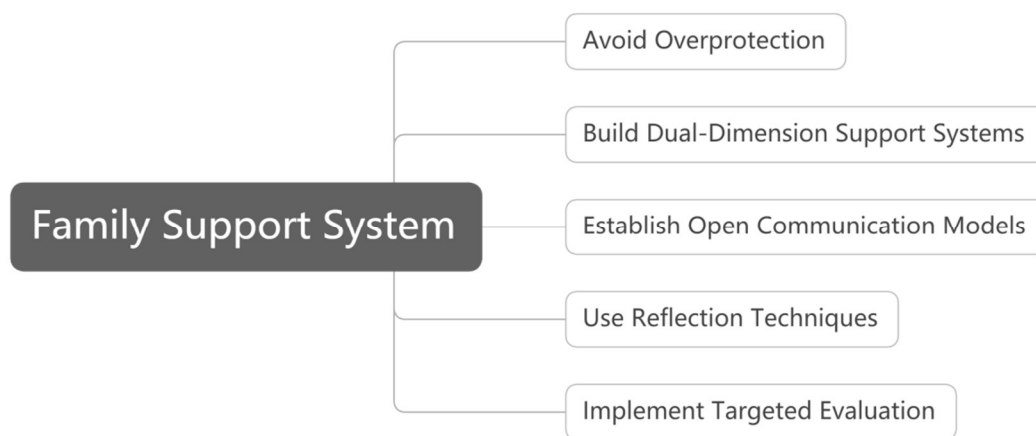 Avoid Overprotection
Build Dual-Dimension Support Systems
Family Support System
Establish Open Communication Models
Use Reflection Techniques
Implement Targeted Evaluation